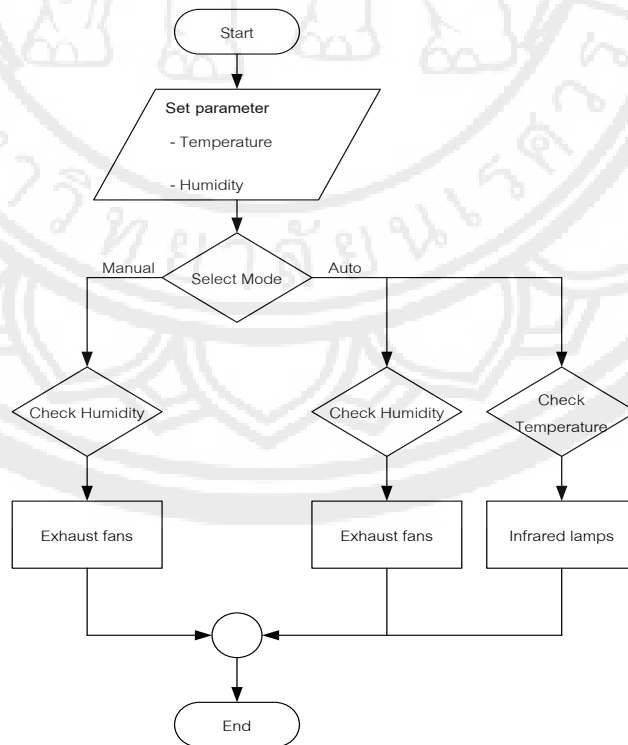 Start
Set parameter
- Temperature
- Humidity
Select Mode
Manual
Auto
Check Humidity
Check Humidity
Check
Temperature
Exhaust fans
Exhaust fans
Infrared lamps
End